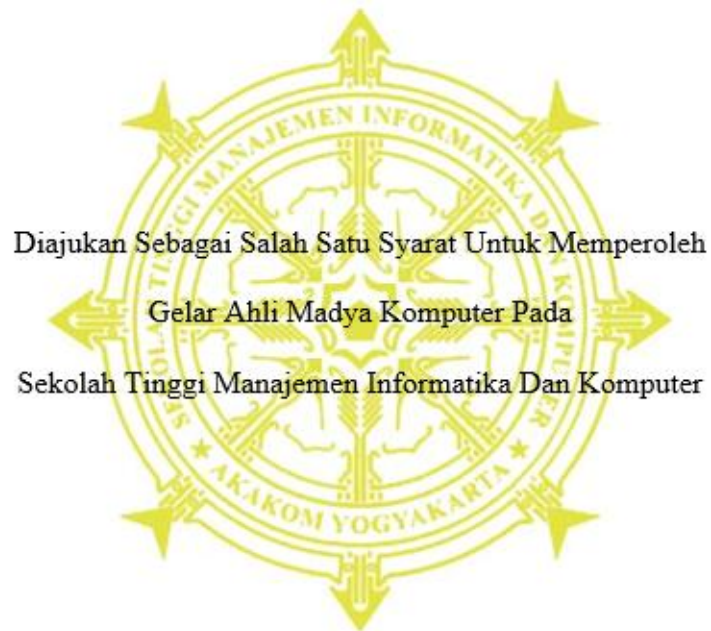 SEKOLAH TINGGI MANAJEMEN INFORMATIKA DAN KOMPUTER
Diajukan Sebagai Salah Satu Syarat Untuk Memperoleh
Gelar Ahli Madya Komputer Pada
Sekolah Tinggi Manajemen Informatika Dan Komputer
★ AKAKOM YOGYAKARTA ★